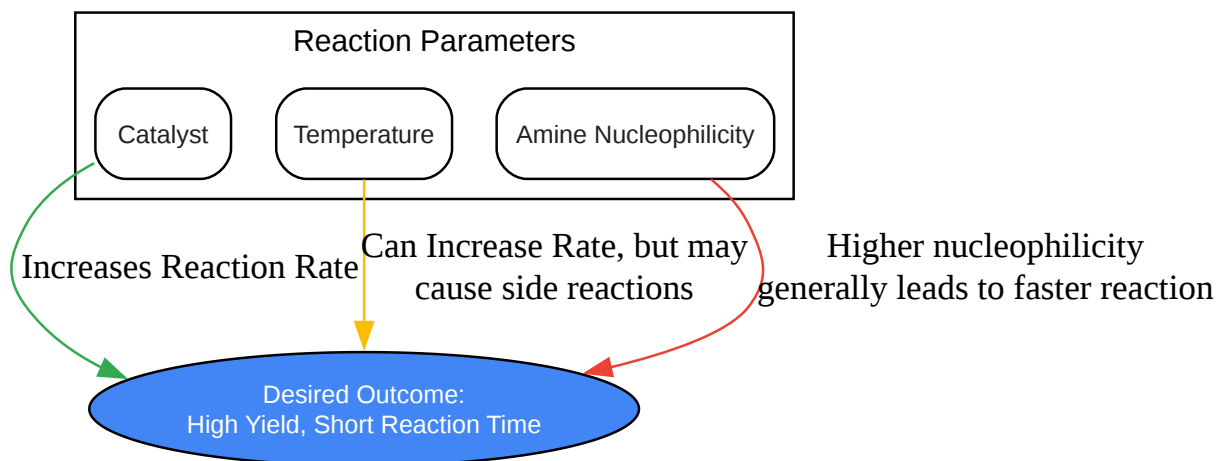 Reaction Parameters
Catalyst
Temperature
Amine Nucleophilicity
Increases Reaction Rate
Can Increase Rate, but may
cause side reactions
Higher nucleophilicity
generally leads to faster reaction
Desired Outcome:
High Yield, Short Reaction Time